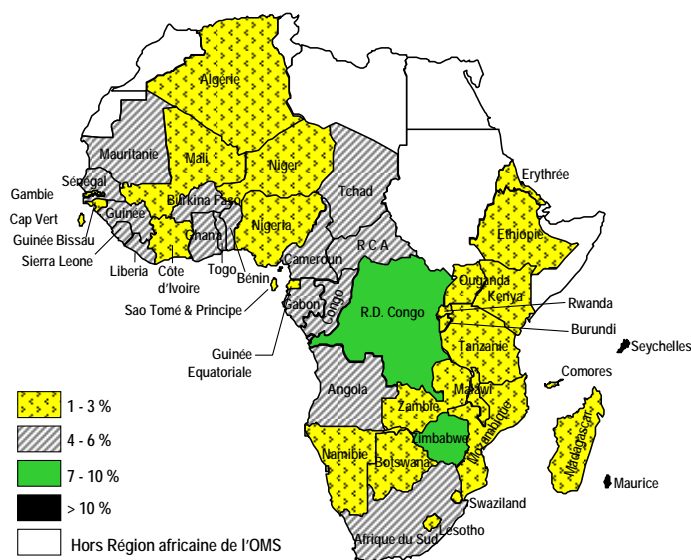 Algérie
Mauritanie
Mali
Niger
Tchad
Erythrée
Sénégal
Gambie
Burkina Faso
Cap Vert
Guinée
Nigeria
Ethiopie
Guinée Bissau
Ghana
Sierra Leone
R C A
Cameroun
Liberia
Côte
d'Ivoire
Togo
Bénin
Ouganda
Kenya
Sao Tomé & Principe
Gabon
Congo
R.D. Congo
Rwanda
Burundi
Guinée
Equatoriale
Tanzanie
Seychelles
Comores
Angola
Malawi
Zambie
Mozambique
Zimbabwe
Madagascar
Namibie
Botswana
Maurice
Swaziland
Lesotho
Afrique du Sud
1 - 3 %
4 - 6 %
7 - 10 %
> 10 %
Hors Région africaine de l'OMS